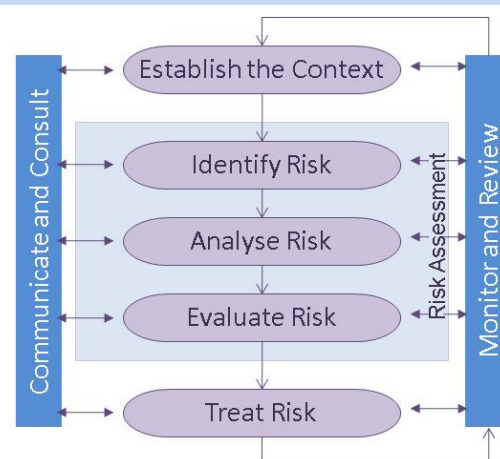 Establish the Context
Communicate and Consult
Identify Risk
Analyse Risk
Evaluate Risk
Risk Assessment
Monitor and Review
Treat Risk